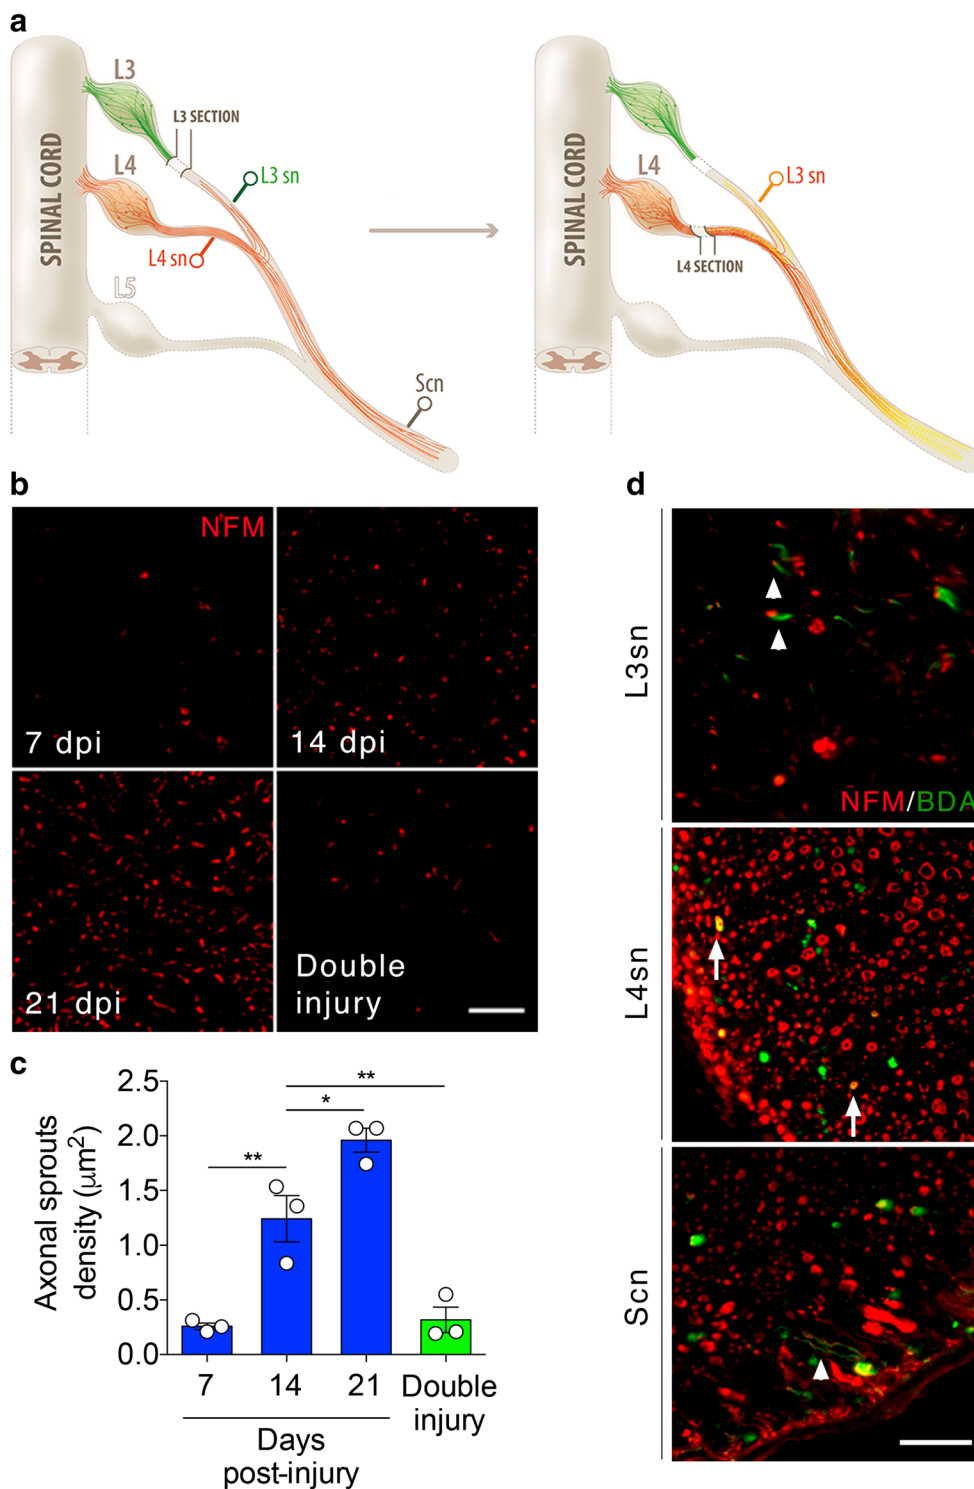 a
SPINAL CORD
L3
L3 SECTION
L4
L3 sn
L4 sn
L5
Scn
SPINAL CORD
L4
L3 sn
L4 SECTION
b
NFM
7 dpi
14 dpi
21 dpi
Double
injury
c
Axonal sprouts
density (μm²)
2.5
2.0
1.5
1.0
0.5
0.0
**
*
**
7
14
21
Double
injury
Days
post-injury
d
L3sn
NFM/BDA
L4sn
Scn